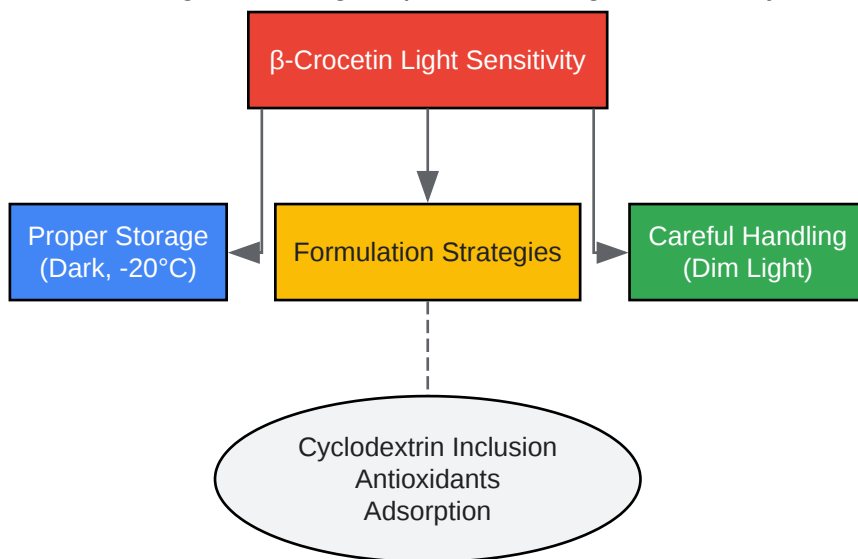 β-Crocetin Light Sensitivity
Proper Storage
(Dark, -20°C)
Formulation Strategies
Careful Handling
(Dim Light)
Cyclodextrin Inclusion
Antioxidants
Adsorption